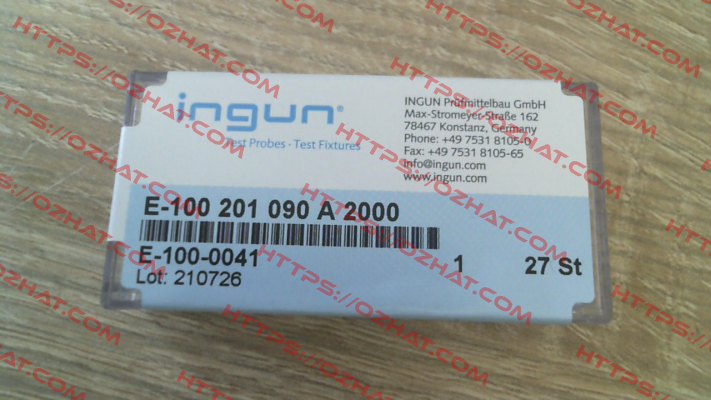 HTTPS://OZHAT.COM
ingun®
Test Probes - Test Fixtures
INGUN Prüfmittelbau GmbH
Max-Stromeyer-Straße 162
78467 Konstanz, Germany
Phone: +49 7531 8105-0
Fax: +49 7531 8105-65
info@ingun.com
www.ingun.com
E-100 201 090 A 2000
E-100-0041
1
27 St
Lot: 210726